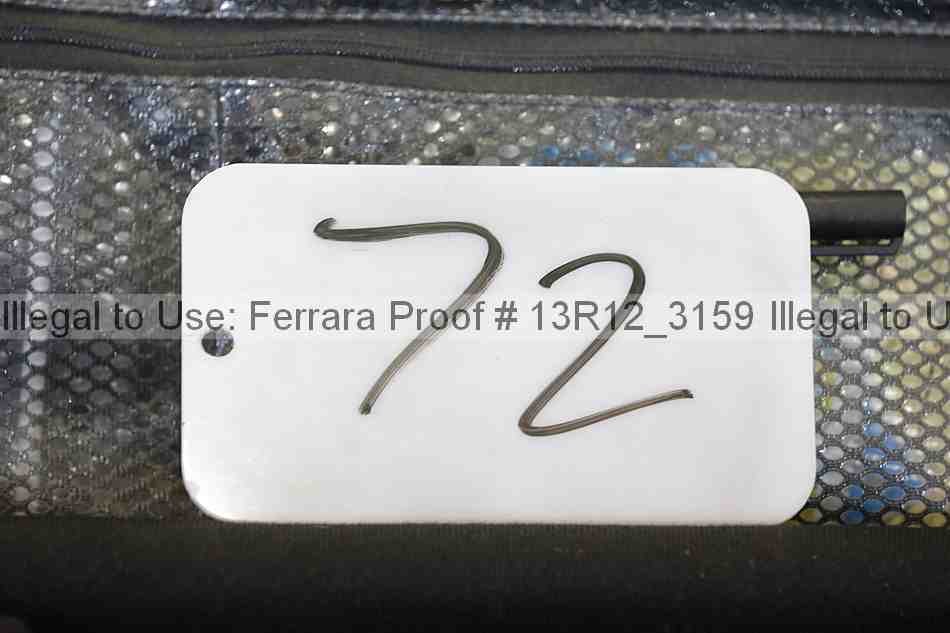 72
Illegal to Use: Ferrara Proof # 13R12_3159 Illegal to U